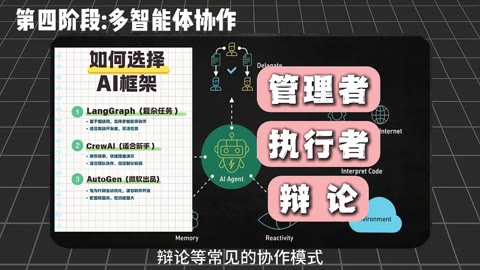 第四阶段:多智能体协作
如何选择
AI框架
1 LangGraph(复杂任务)
2 CrewAI(适合新手)
3 AutoGen(微软出品)
Delegate
管理者
执行者
辩 论
Internet
Interpret Code
AI Agent
Environment
Memory
Reactivity
辩论等常见的协作模式